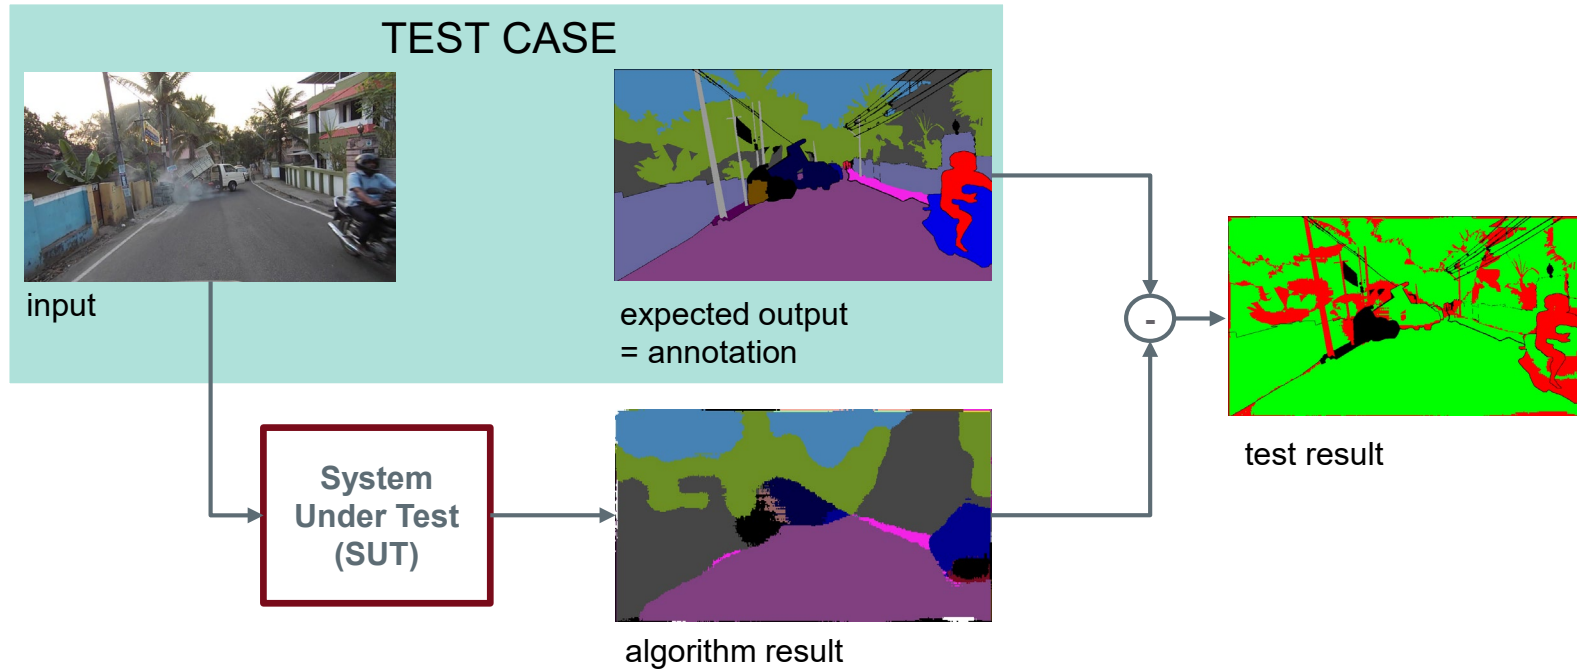 TEST CASE
input
expected output
= annotation
-
test result
System
Under Test
(SUT)
algorithm result